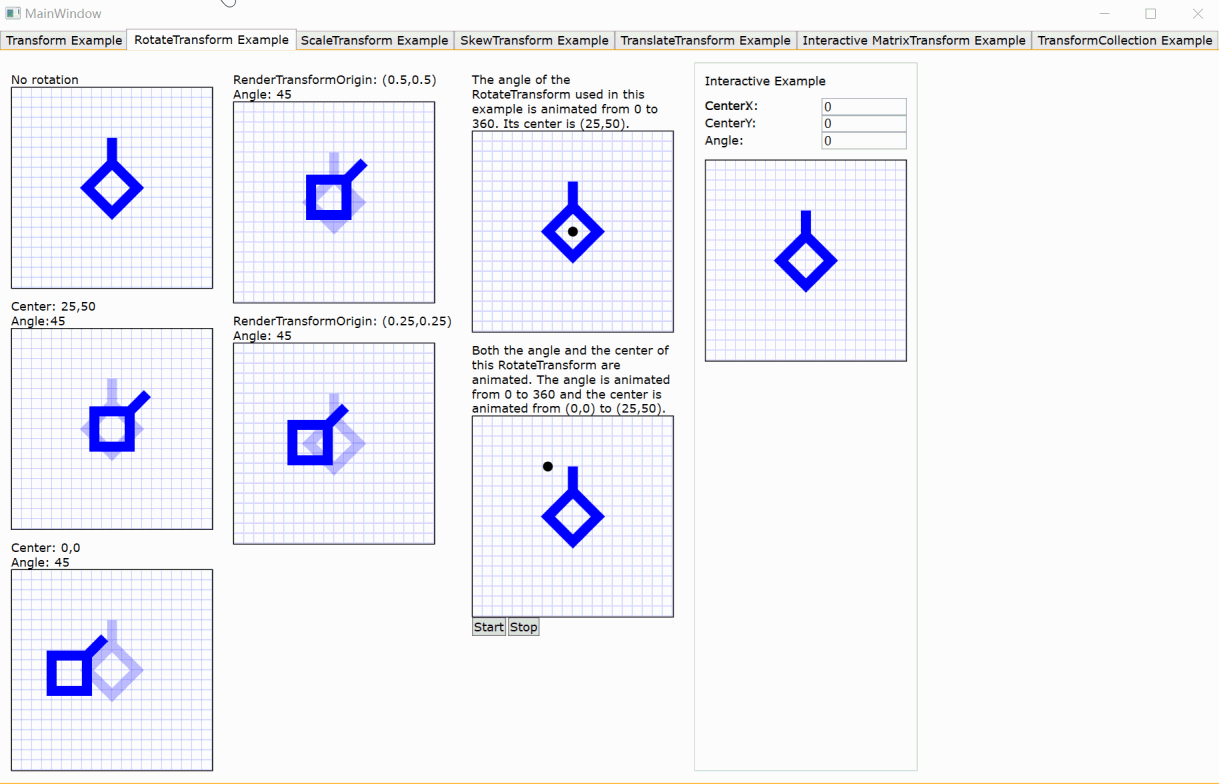 MainWindow
Transform Example
RotateTransform Example
ScaleTransform Example
SkewTransform Example
TranslateTransform Example
Interactive MatrixTransform Example
TransformCollection Example
No rotation
Center: 25,50
Angle:45
Center: 0,0
Angle: 45
RenderTransformOrigin: (0.5,0.5)
Angle: 45
RenderTransformOrigin: (0.25,0.25)
Angle: 45
The angle of the
RotateTransform used in this
example is animated from 0 to
360. Its center is (25,50).
Both the angle and the center of
this RotateTransform are
animated. The angle is animated
from 0 to 360 and the center is
animated from (0,0) to (25,50).
Start Stop
Interactive Example
CenterX: 0
CenterY: 0
Angle: 0